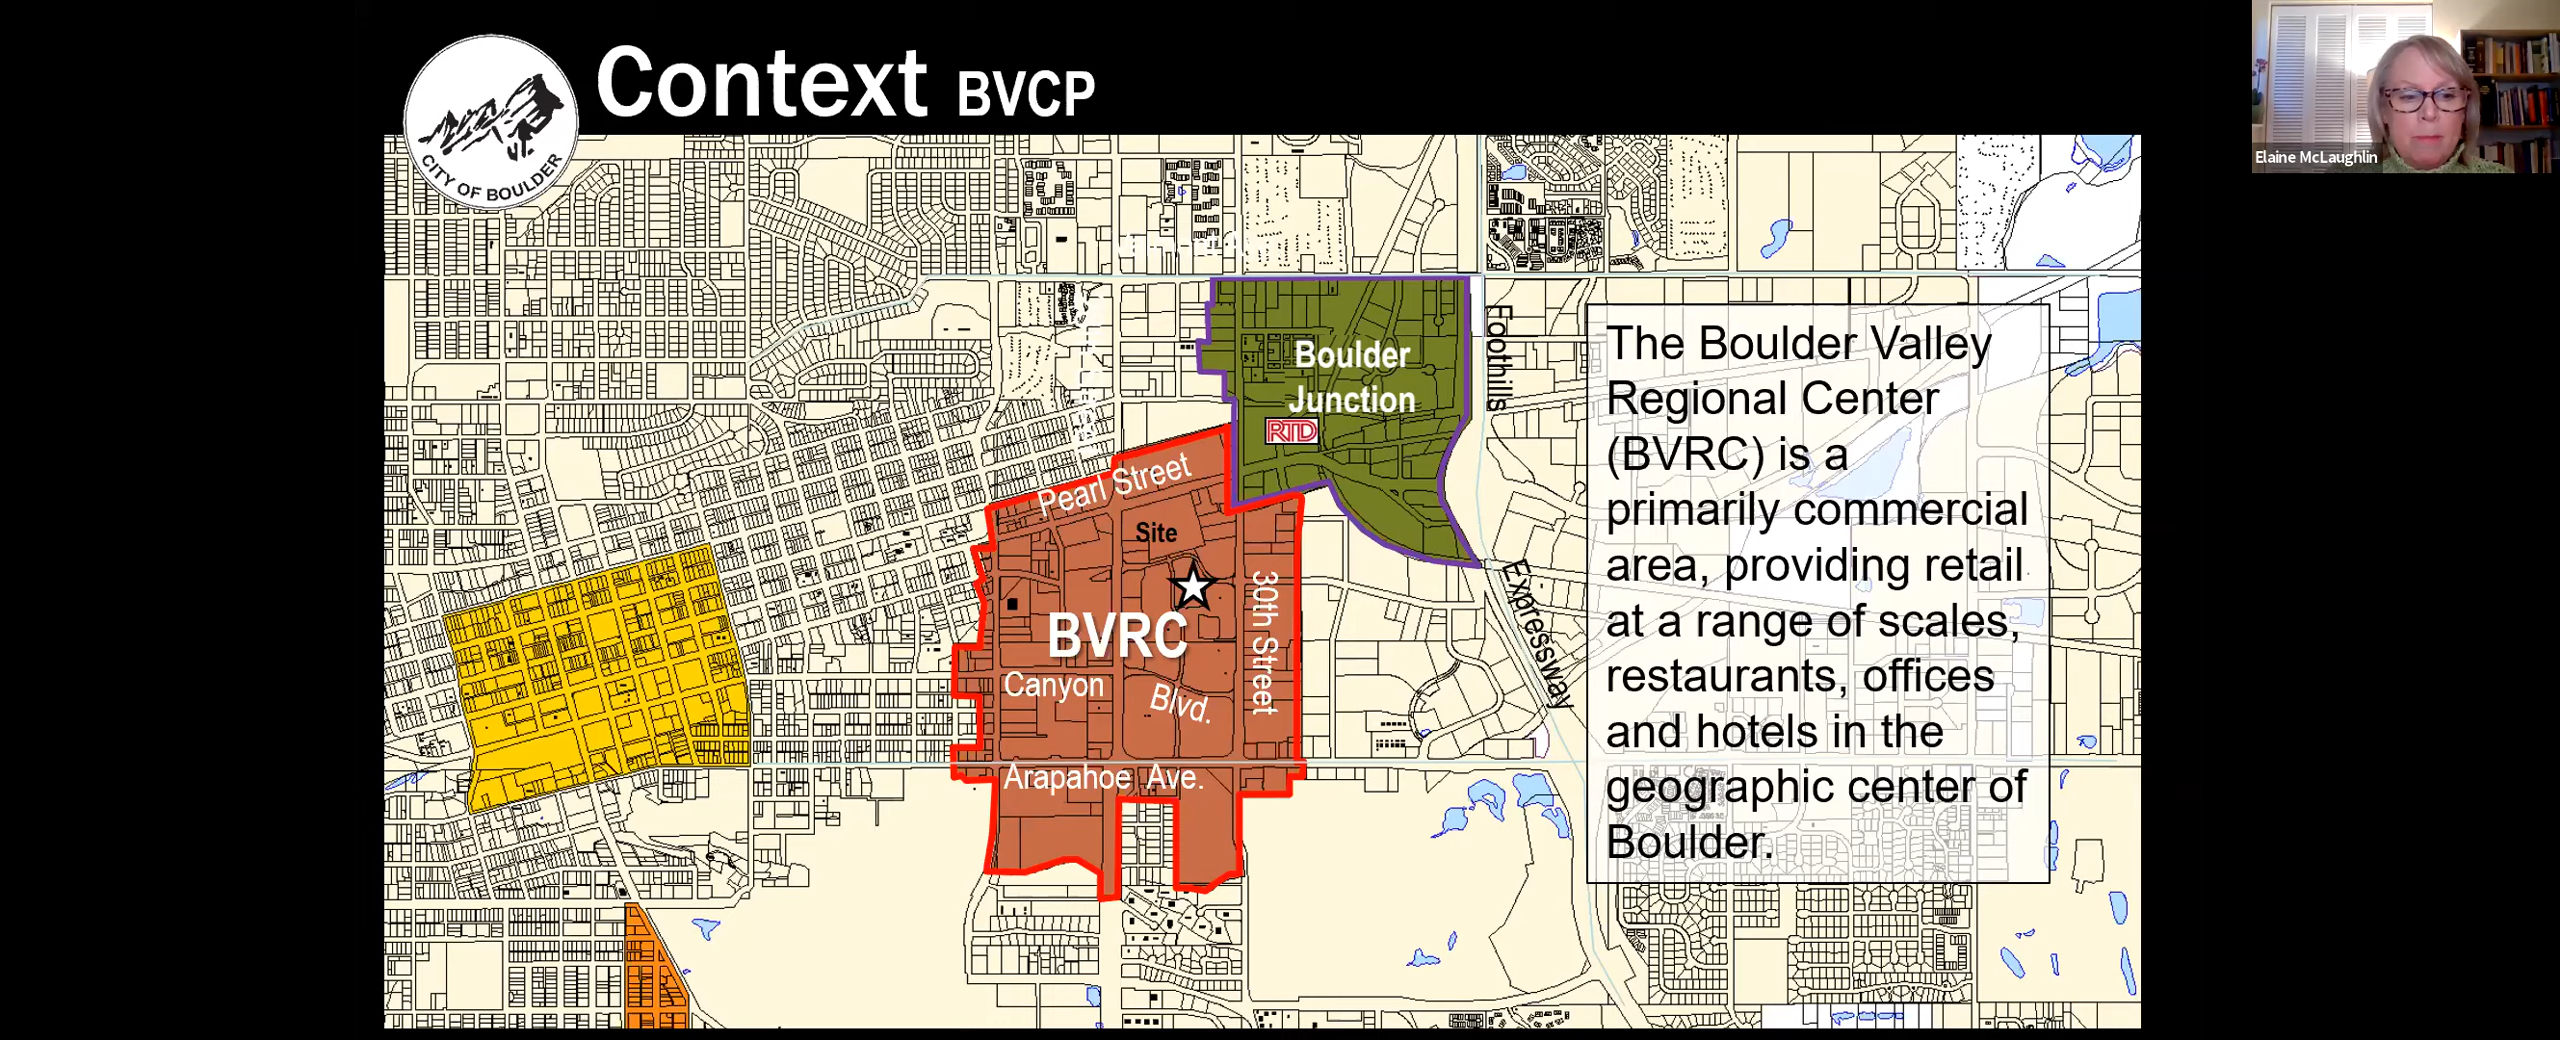 Context BVCP
CITY OF BOULDER
Elaine McLaughlin
Boulder
Junction
RTD
Foothills
Expressway
Pearl Street
Site
BVRC
30th Street
Canyon
Blvd.
Arapahoe Ave.
The Boulder Valley
Regional Center
(BVRC) is a
primarily commercial
area, providing retail
at a range of scales,
restaurants, offices
and hotels in the
geographic center of
Boulder.